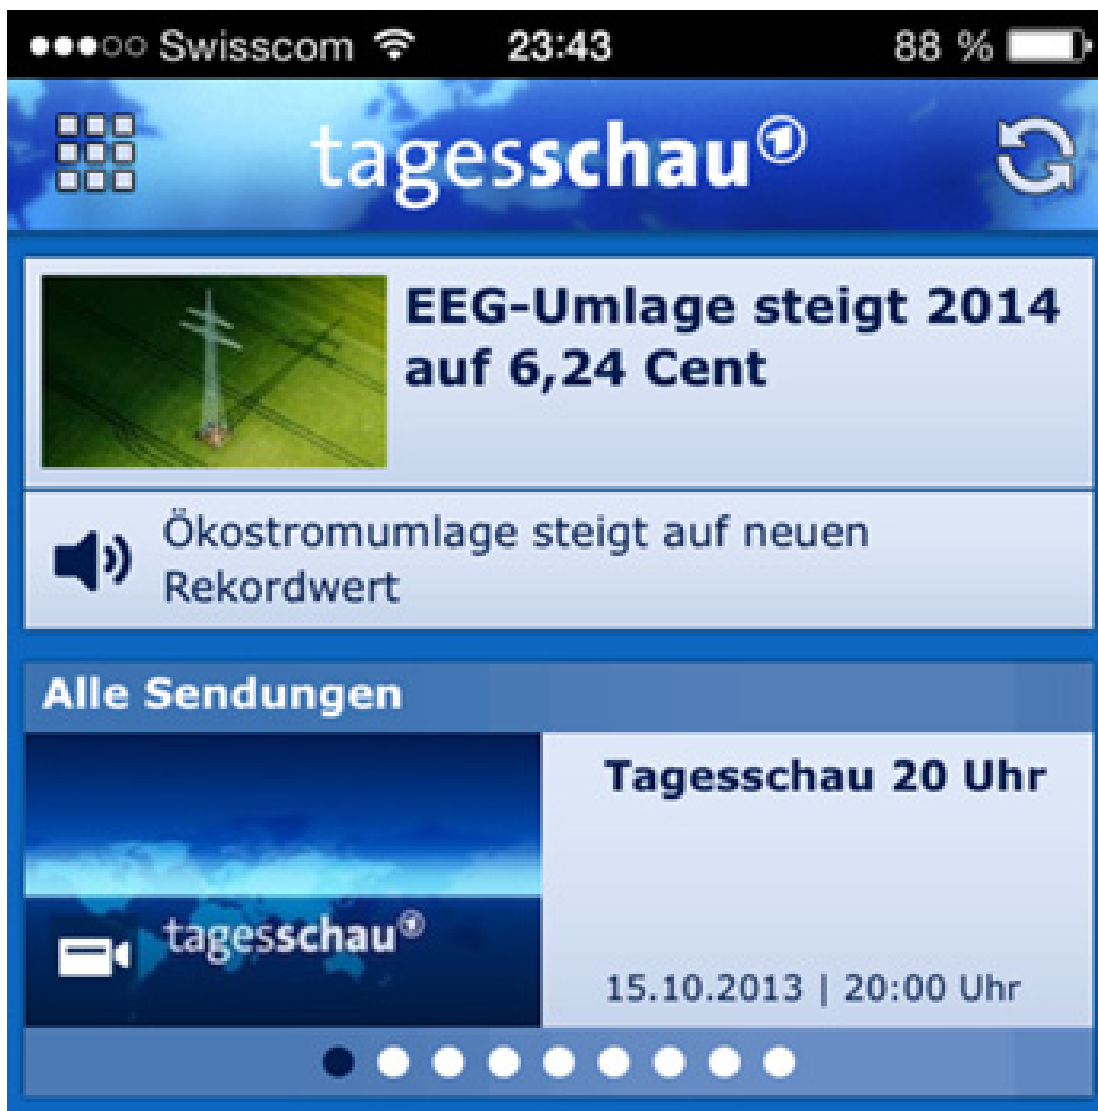 Swisscom 23:43 88 %
tagesschau
EEG-Umlage steigt 2014
auf 6,24 Cent
Ökostromumlage steigt auf neuen
Rekordwert
Alle Sendungen
Tagesschau 20 Uhr
tagesschau
15.10.2013 | 20:00 Uhr